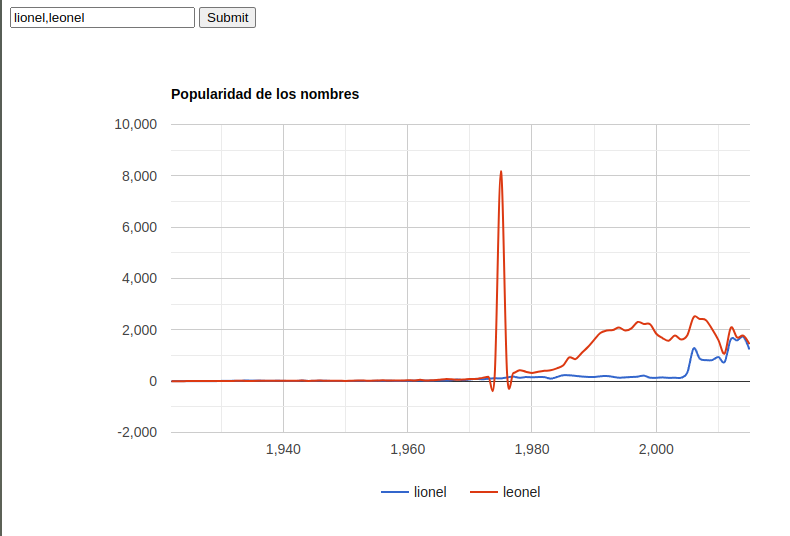 lionel,leonel Submit
Popularidad de los nombres
10,000
8,000
6,000
4,000
2,000
0
-2,000
1,940 1,960 1,980 2,000
lionel leonel